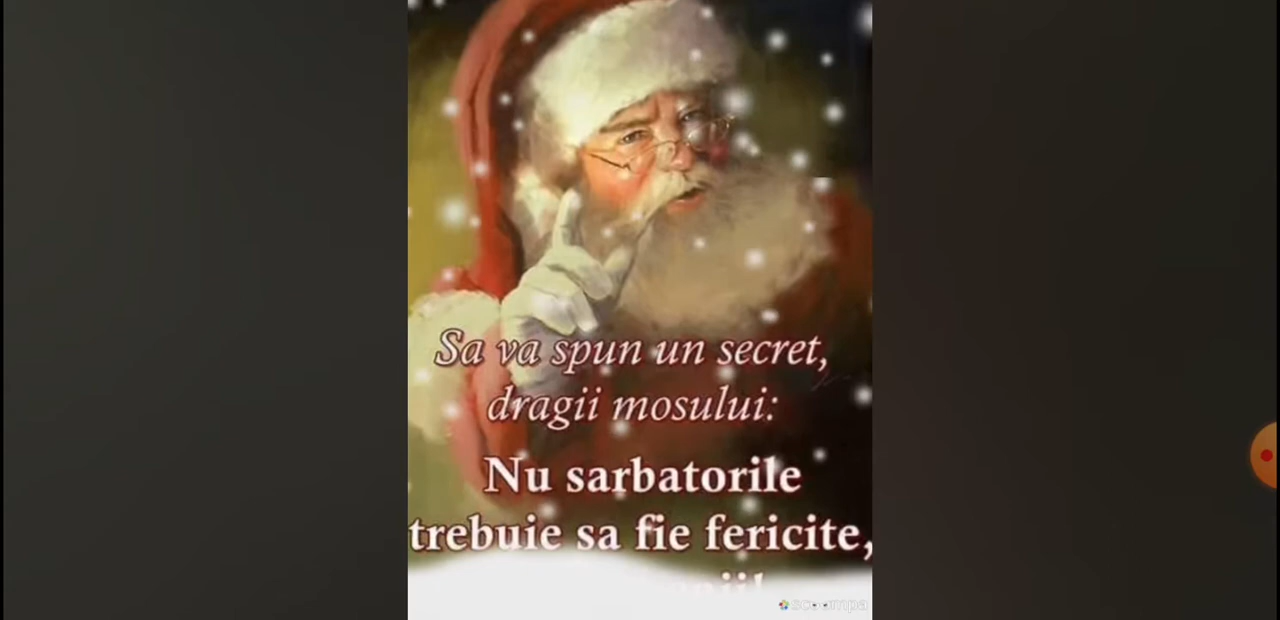 Sa va spun un secret,
dragii mosului:
Nu sarbatorile
trebuie sa fie fericite,